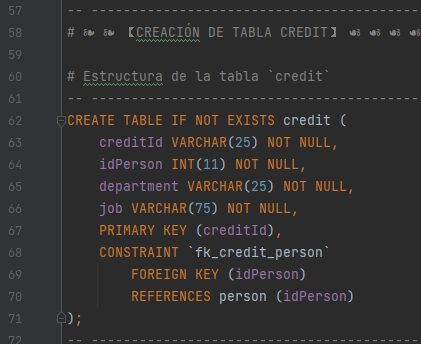 57 -- ----------------------------------------
58 # ☙❧ ☙❧ 【CREACIÓN DE TABLA CREDIT】 ☙❧ ☙❧ ☙❧ ☙
59
60 # Estructura de la tabla `credit`
61 -- ----------------------------------------
62 CREATE TABLE IF NOT EXISTS credit (
63 creditId VARCHAR(25) NOT NULL,
64 idPerson INT(11) NOT NULL,
65 department VARCHAR(25) NOT NULL,
66 job VARCHAR(75) NOT NULL,
67 PRIMARY KEY (creditId),
68 CONSTRAINT `fk_credit_person`
69 FOREIGN KEY (idPerson)
70 REFERENCES person (idPerson)
71 );
72 -- ----------------------------------------